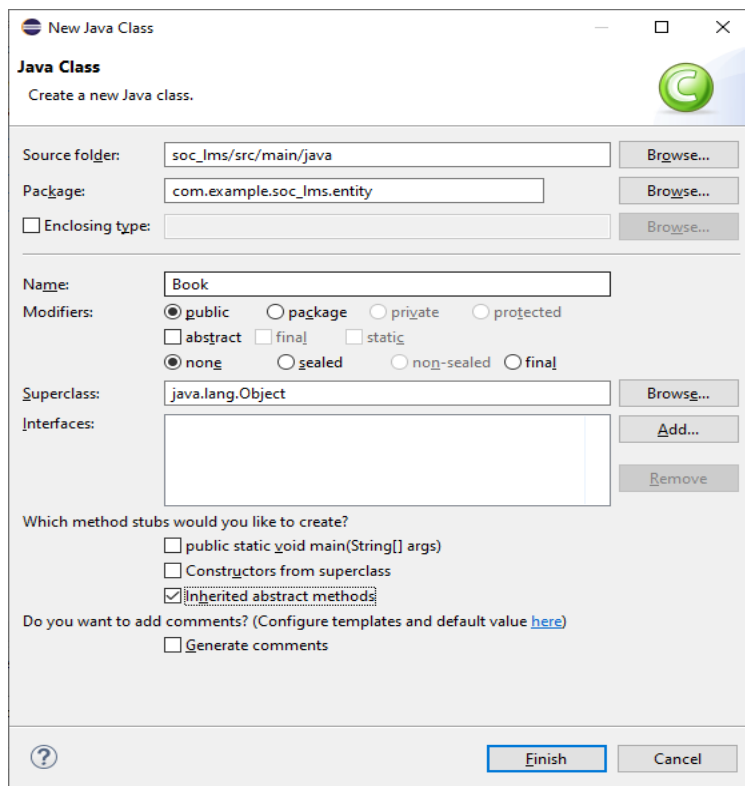 New Java Class
Java Class
Create a new Java class.
Source folder: soc_lms/src/main/java Browse...
Package: com.example.soc_lms.entity Browse...
Enclosing type: Browse...
Name: Book
Modifiers: public package private protected
abstract final static
none sealed non-sealed final
Superclass: java.lang.Object Browse...
Interfaces: Add...
Remove
Which method stubs would you like to create?
public static void main(String[] args)
Constructors from superclass
Inherited abstract methods
Do you want to add comments? (Configure templates and default value here)
Generate comments
? Finish Cancel